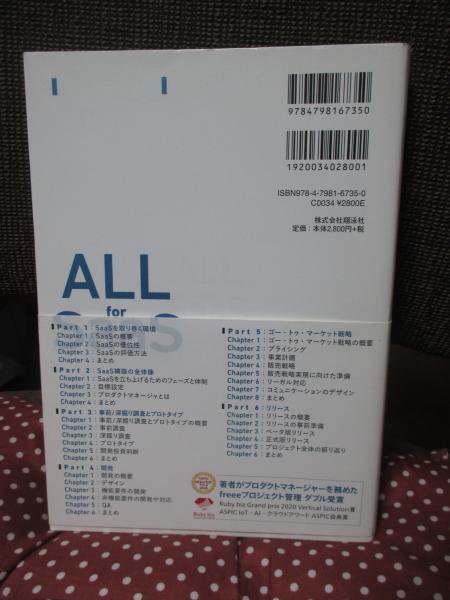 9784798167350
1920034028001
ISBN978-4-7981-6735-0
C0034 ¥2800E
株式会社翔泳社
定価：本体2,800円+税
ALL
for
SaaS
Part 1：SaaSを取り巻く環境
Chapter 1：SaaSの概要
Chapter 2：SaaSの優位性
Chapter 3：SaaSの評価方法
Chapter 4：まとめ
Part 2：SaaS構築の全体像
Chapter 1：SaaSを立ち上げるためのフェーズと体制
Chapter 2：目標設定
Chapter 3：プロダクトマネージャとは
Chapter 4：まとめ
Part 3：事前/深掘り調査とプロトタイプ
Chapter 1：事前/深掘り調査とプロトタイプの概要
Chapter 2：事前調査
Chapter 3：深掘り調査
Chapter 4：プロトタイプ
Chapter 5：開発投資判断
Chapter 6：まとめ
Part 4：開発
Chapter 1：開発の概要
Chapter 2：デザイン
Chapter 3：機能要件の開発
Chapter 4：非機能要件の開発や対応
Chapter 5：QA
Chapter 6：まとめ
Part 5：ゴー・トゥ・マーケット戦略
Chapter 1：ゴー・トゥ・マーケット戦略の概要
Chapter 2：プライシング
Chapter 3：事業計画
Chapter 4：販売戦略
Chapter 5：販売戦略実現に向けた準備
Chapter 6：リーガル対応
Chapter 7：コミュニケーションのデザイン
Chapter 8：まとめ
Part 6：リリース
Chapter 1：リリースの概要
Chapter 2：リリースの事前準備
Chapter 3：ベータ版リリース
Chapter 4：正式版リリース
Chapter 5：プロジェクト全体の振り返り
Chapter 6：まとめ
著者がプロダクトマネージャーを務めた
freeeプロジェクト管理 ダブル受賞
Ruby biz Grand prix 2020 Vertical Solution賞
ASPIC IoT・AI・クラウドアワード ASPIC会長賞
Ruby biz